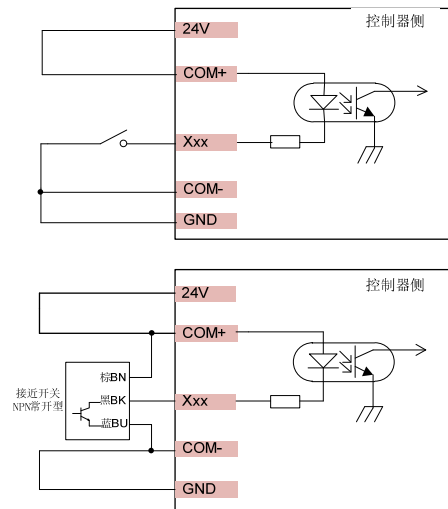 控制器侧
24V
COM+
Xxx
COM-
GND
控制器侧
24V
COM+
棕BN
接近开关
NPN常开型
黑BK
Xxx
蓝BU
COM-
GND